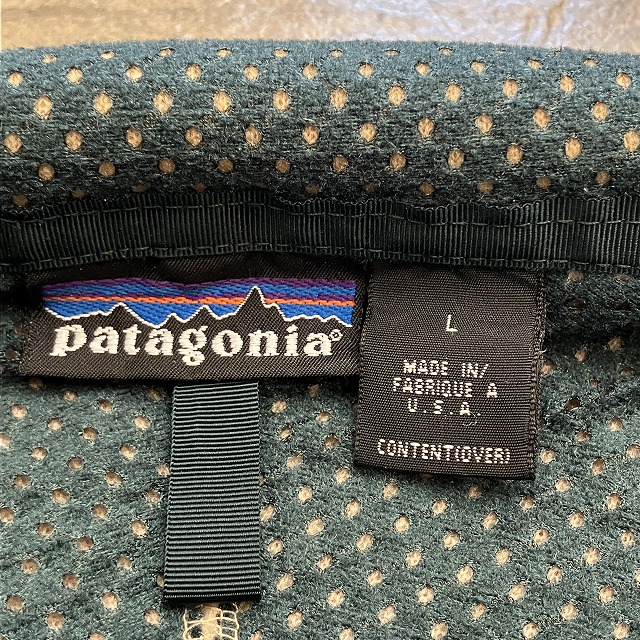 patagonia®
L
MADE IN/
FABRIQUE A
U.S.A.
CONTENT(OVER)